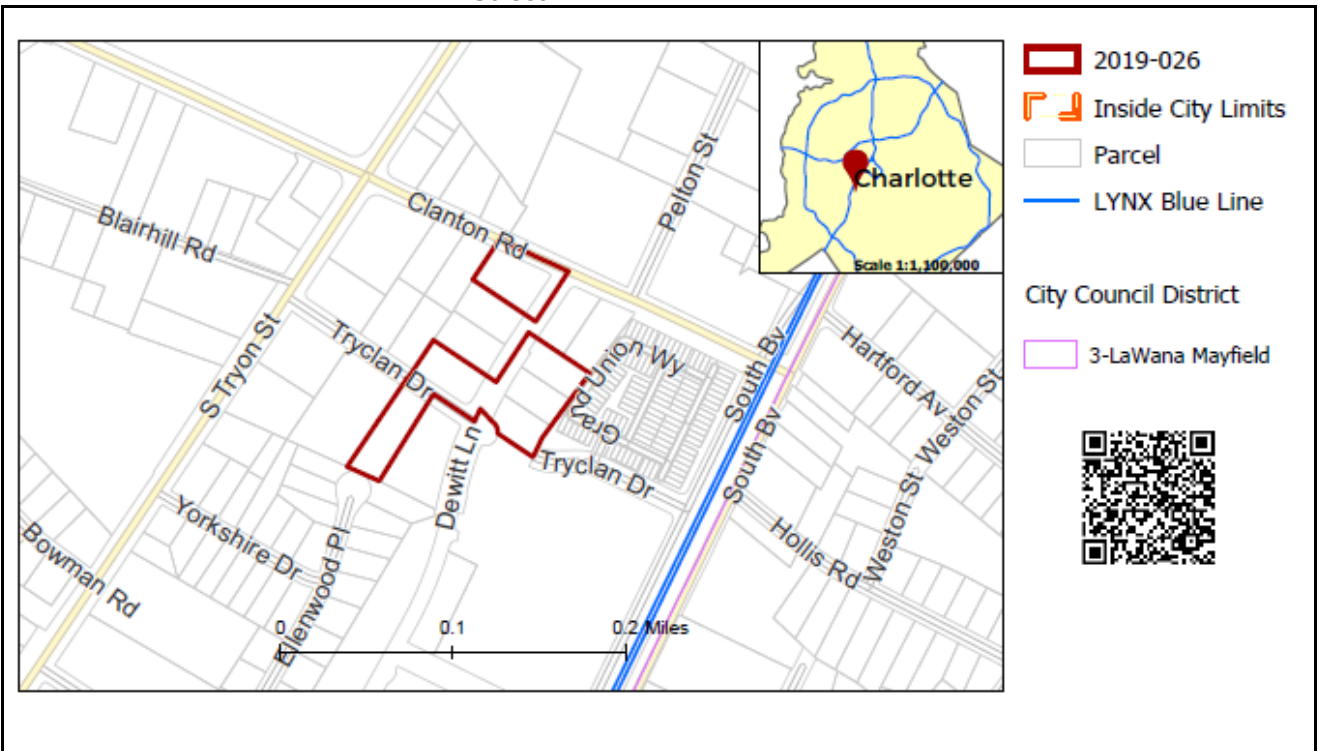 2019-026
Inside City Limits
Parcel
LYNX Blue Line
City Council District
3-LaWana Mayfield
Charlotte
Scale 1:1,100,000
Pelton St
Clanton Rd
Blairhill Rd
S Tryon St
Tryclan Dr
Grand Union Wy
South Bv
South Bv
Hartford Av
Weston St
Weston St
Dewitt Ln
Tryclan Dr
Hollis Rd
Yorkshire Dr
Bowman Rd
Ellenwood Pl
0 0.1 0.2 Miles